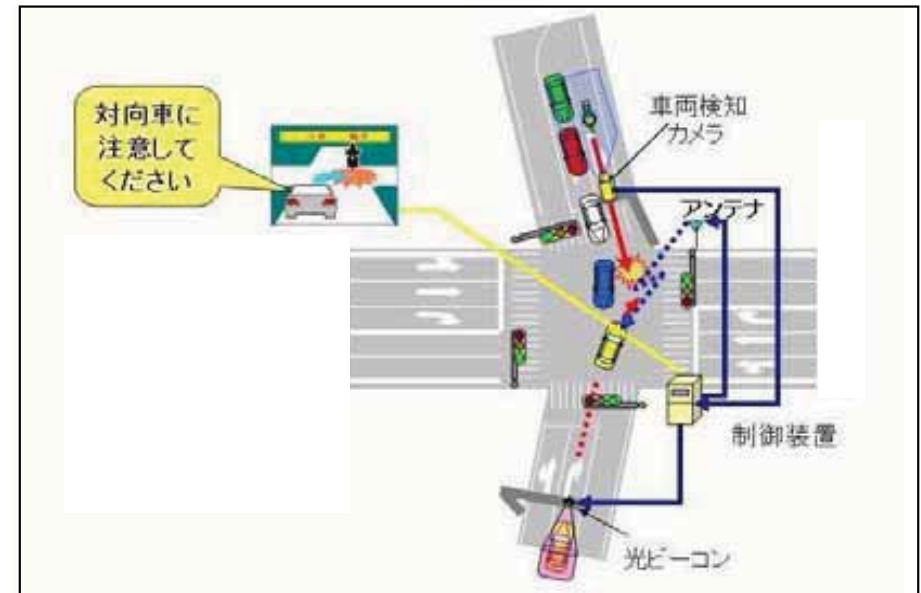 対向車に
注意して
ください
車両検知
カメラ
アンテナ
制御装置
光ビーコン